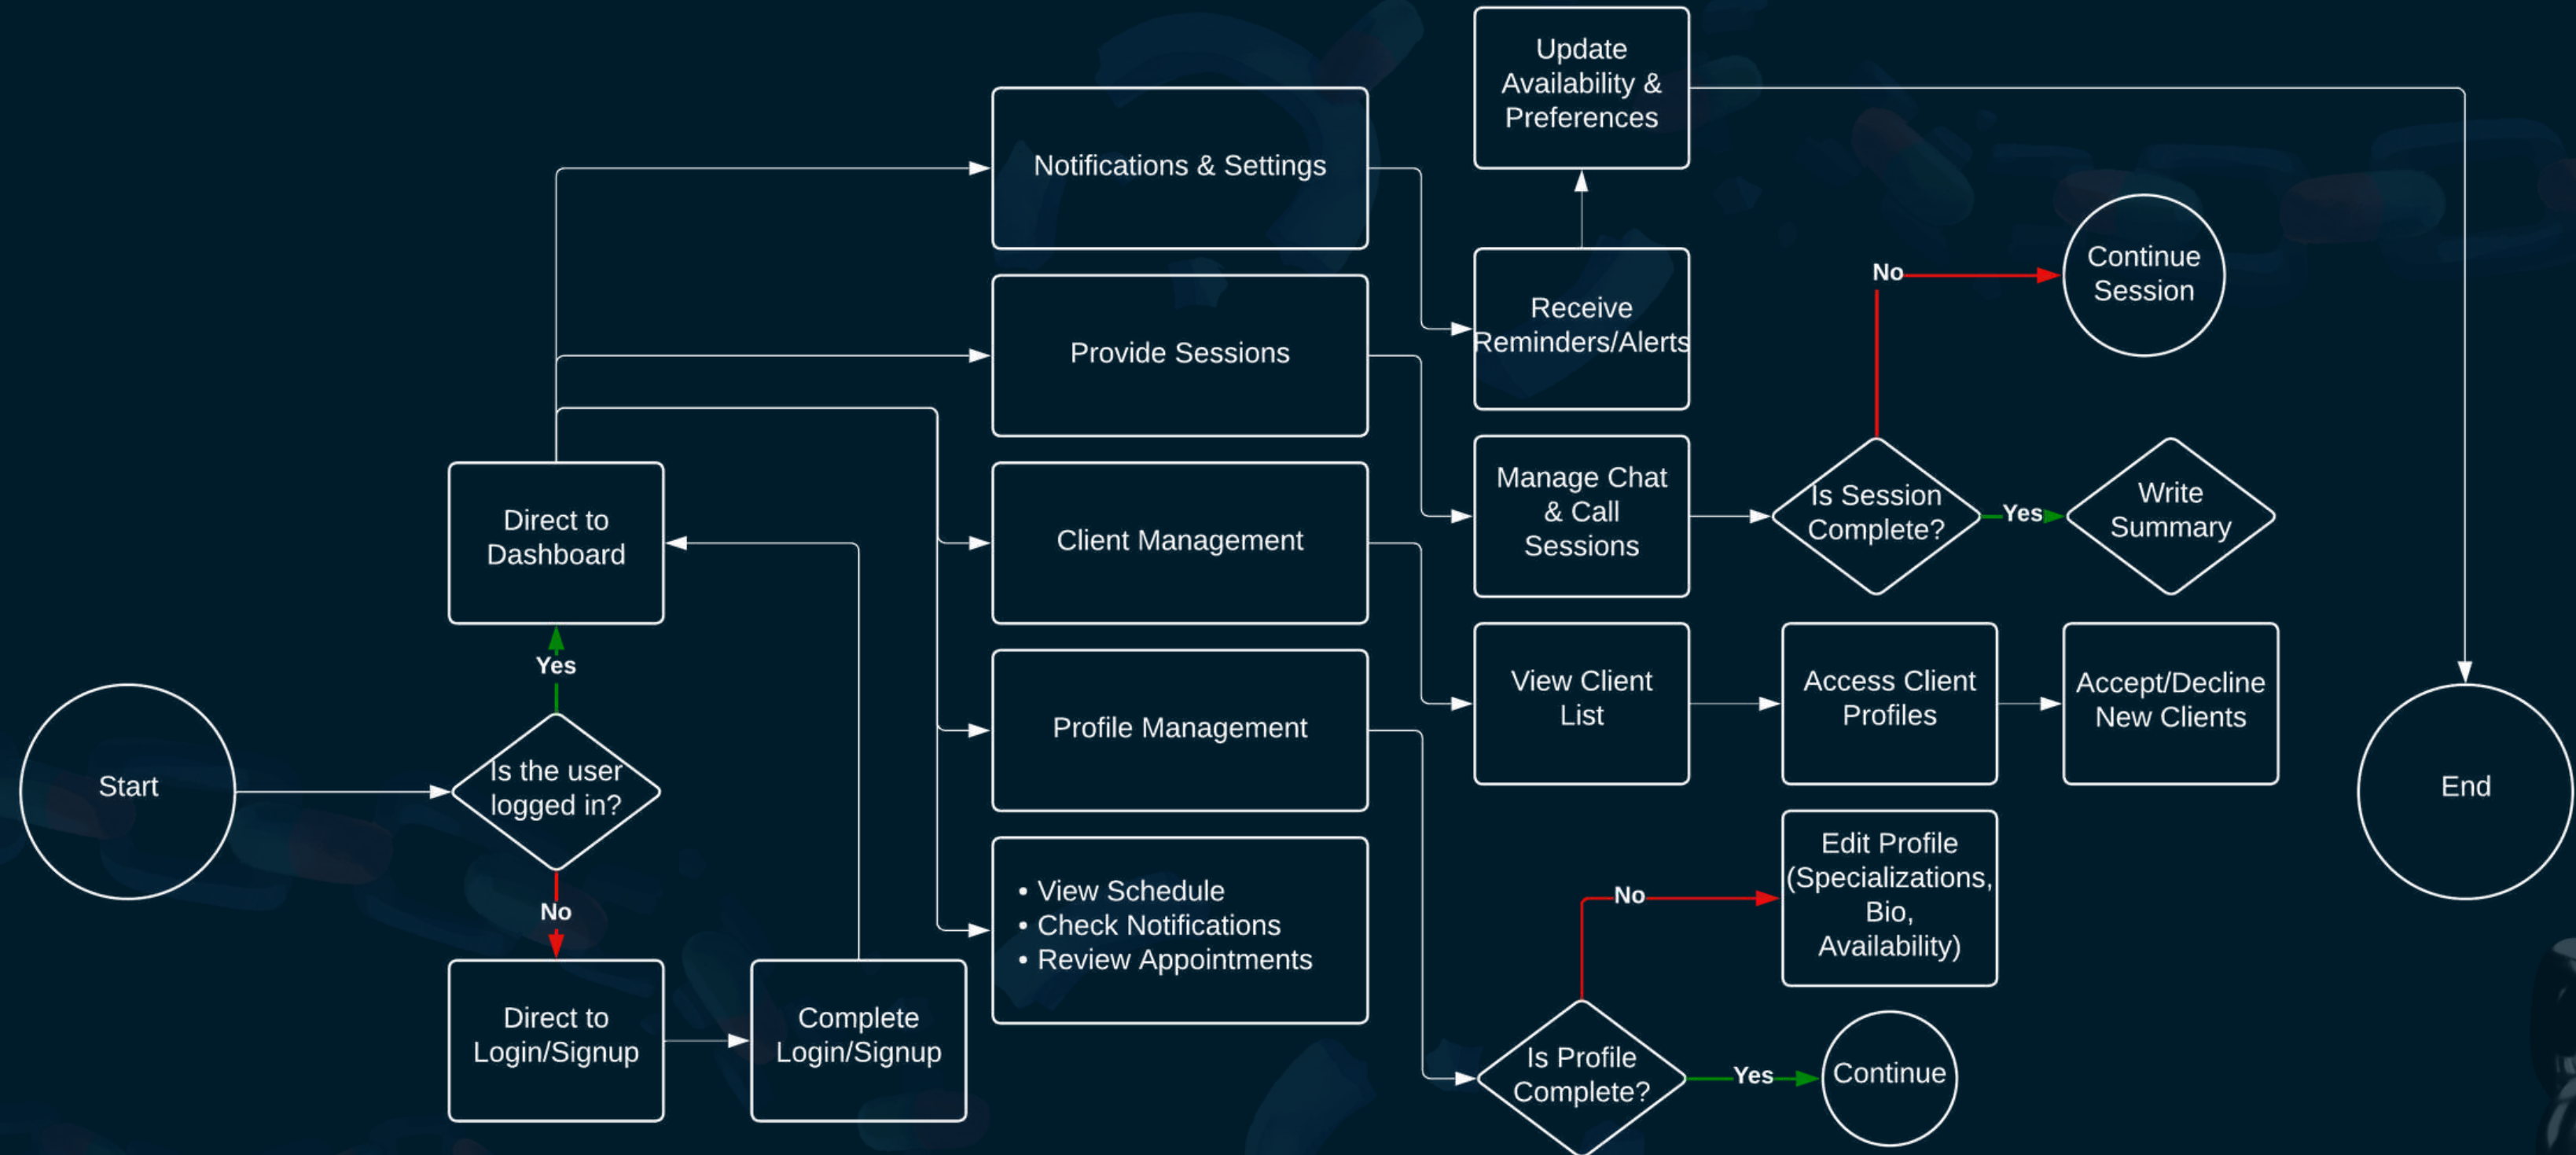 Update
Availability &
Preferences
Notifications & Settings
Continue
Session
No
Receive
Reminders/Alerts
Provide Sessions
Manage Chat
& Call
Sessions
Is Session
Complete?
Yes
Write
Summary
Direct to
Dashboard
Client Management
Yes
View Client
List
Access Client
Profiles
Accept/Decline
New Clients
Profile Management
Start
Is the user
logged in?
End
Edit Profile
(Specializations,
Bio,
Availability)
No
No
• View Schedule
• Check Notifications
• Review Appointments
Direct to
Login/Signup
Complete
Login/Signup
Is Profile
Complete?
Yes
Continue